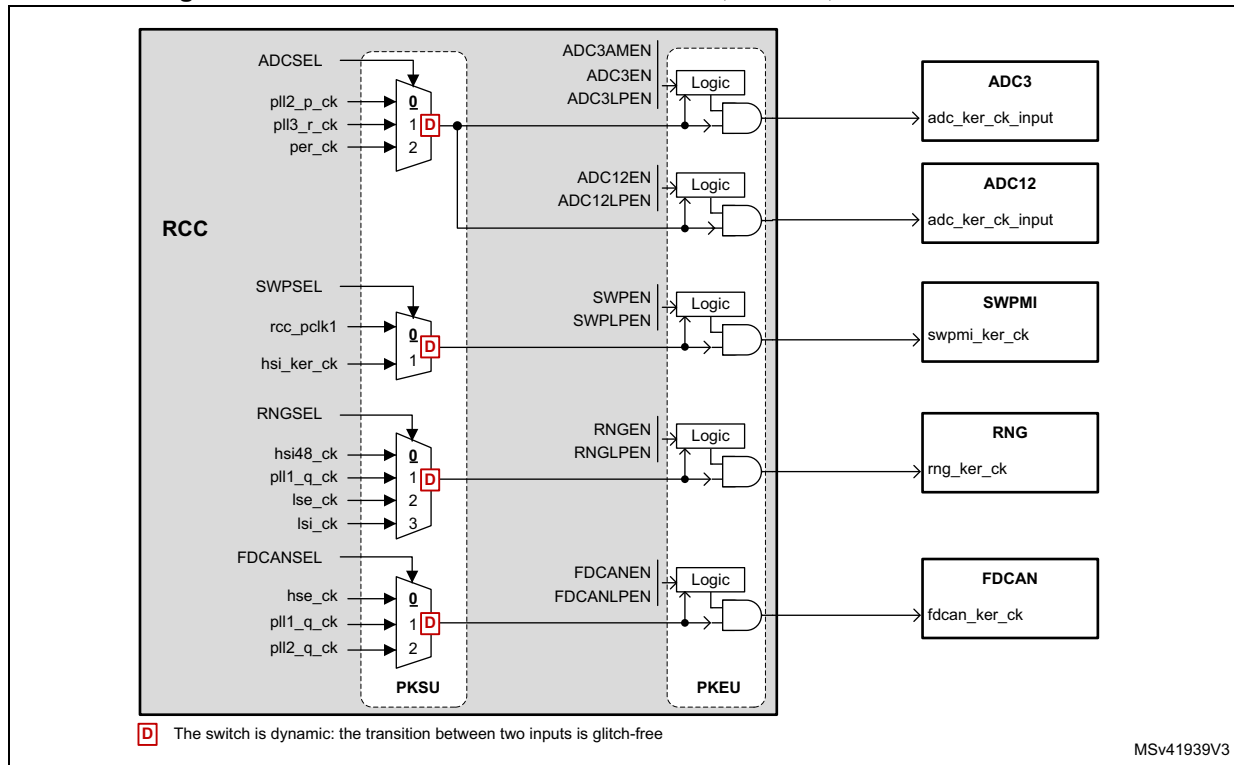 RCC
ADCSEL
pll2_p_ck
pll3_r_ck
per_ck
0
1
2
D
ADC3AMEN
ADC3EN
ADC3LPEN
Logic
ADC3
adc_ker_ck_input
ADC12EN
ADC12LPEN
Logic
ADC12
adc_ker_ck_input
SWPSEL
rcc_pclk1
hsi_ker_ck
0
1
D
SWPEN
SWPLPEN
Logic
SWPMI
swpmi_ker_ck
RNGSEL
hsi48_ck
pll1_q_ck
lse_ck
lsi_ck
0
1
2
3
D
RNGEN
RNGLPEN
Logic
RNG
rng_ker_ck
FDCANSEL
hse_ck
pll1_q_ck
pll2_q_ck
0
1
2
D
FDCANEN
FDCANLPEN
Logic
FDCAN
fdcan_ker_ck
PKSU
PKEU
D The switch is dynamic: the transition between two inputs is glitch-free
MSv41939V3